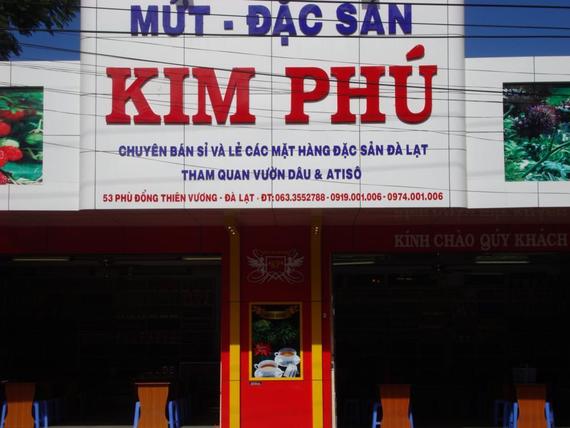 MỨT - ĐẶC SẢN
KIM PHÚ
CHUYÊN BÁN SỈ VÀ LẺ CÁC MẶT HÀNG ĐẶC SẢN ĐÀ LẠT
THAM QUAN VƯỜN DÂU & ATISÔ
53 PHÙ ĐỔNG THIÊN VƯƠNG - ĐÀ LẠT - ĐT: 063.3552788 - 0919.001.006 - 0974.001.006
KÍNH CHÀO QÚY KHÁCH